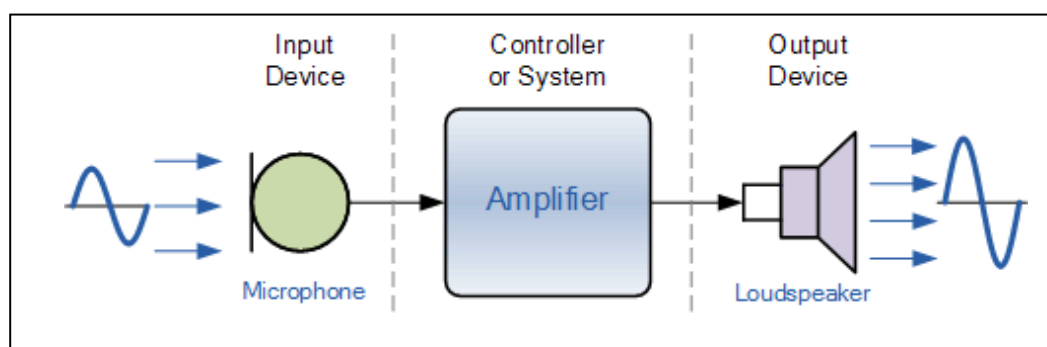 Input
Device
Controller
or System
Output
Device
Amplifier
Microphone
Loudspeaker